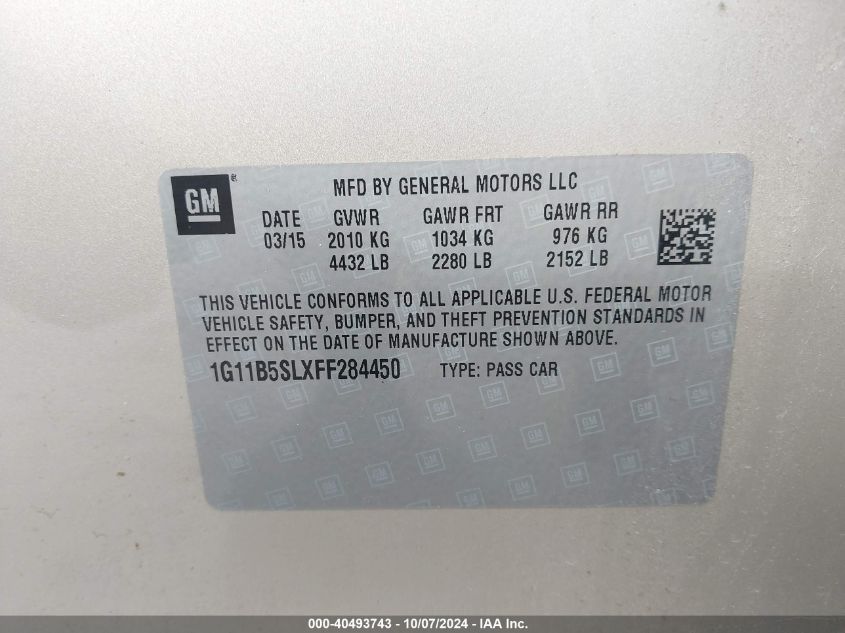 GM
MFD BY GENERAL MOTORS LLC
DATE GVWR GAWR FRT GAWR RR
03/15 2010 KG 1034 KG 976 KG
4432 LB 2280 LB 2152 LB
THIS VEHICLE CONFORMS TO ALL APPLICABLE U.S. FEDERAL MOTOR
VEHICLE SAFETY, BUMPER, AND THEFT PREVENTION STANDARDS IN
EFFECT ON THE DATE OF MANUFACTURE SHOWN ABOVE.
1G11B5SLXFF284450 TYPE: PASS CAR
000-40493743 - 10/07/2024 - IAA Inc.